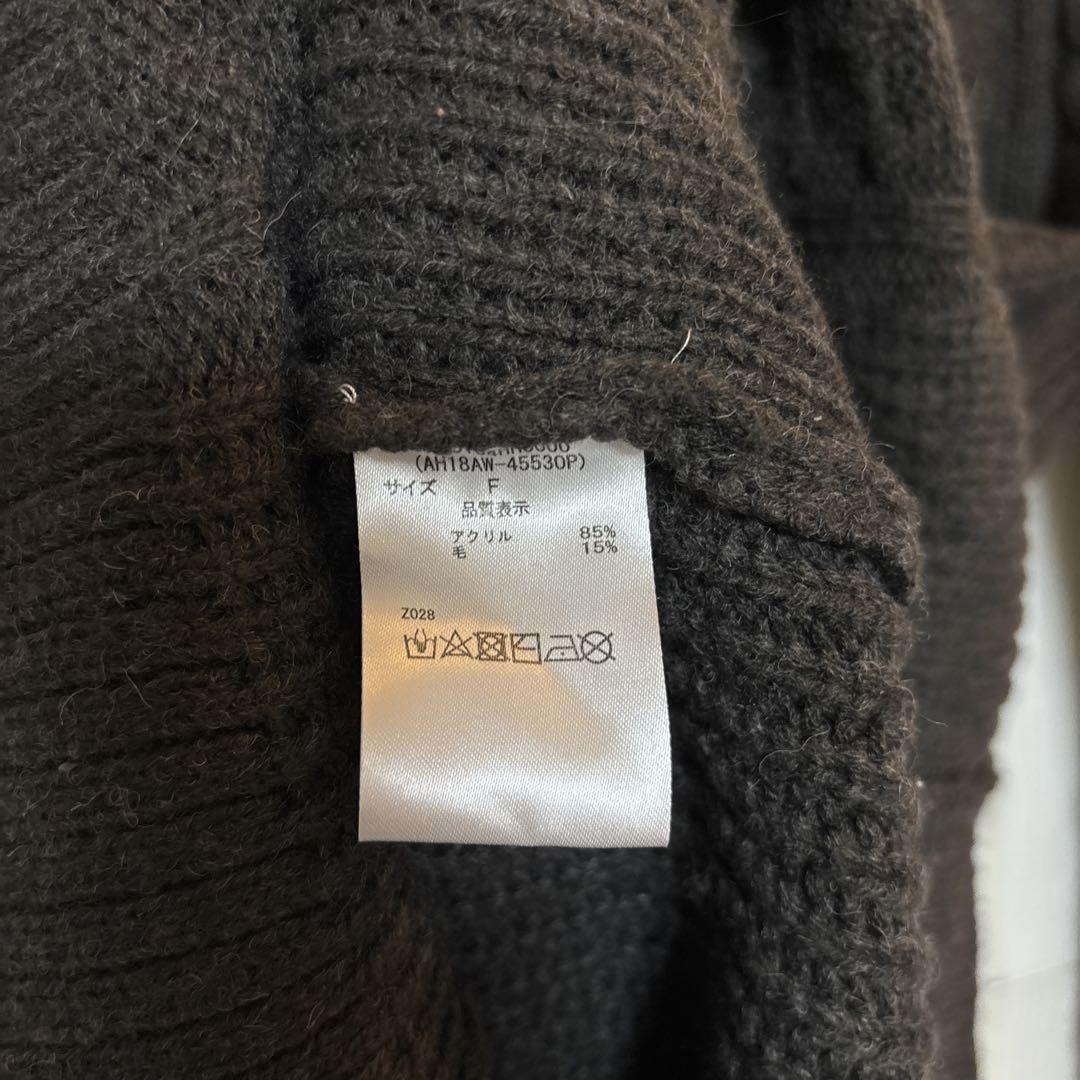 (AH18AW-45530P)
サイズ F
品質表示
アクリル 85%
毛 15%
Z028